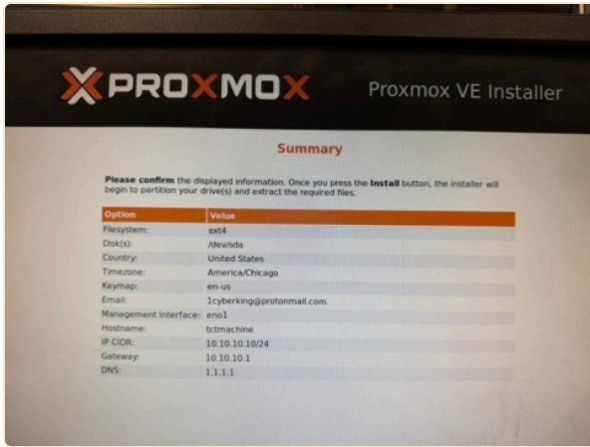 PROXMOX Proxmox VE Installer
Summary
Please confirm the displayed information. Once you press the Install button, the installer will
begin to partition your drive(s) and extract the required files.
Option Value
Filesystem: ext4
Disk(s): /dev/sda
Country: United States
Timezone: America/Chicago
Keymap: en-us
Email: 1cyberking@protonmail.com
Management Interface: eno1
Hostname: tctmachine
IP CIDR: 10.10.10.10/24
Gateway: 10.10.10.1
DNS: 1.1.1.1